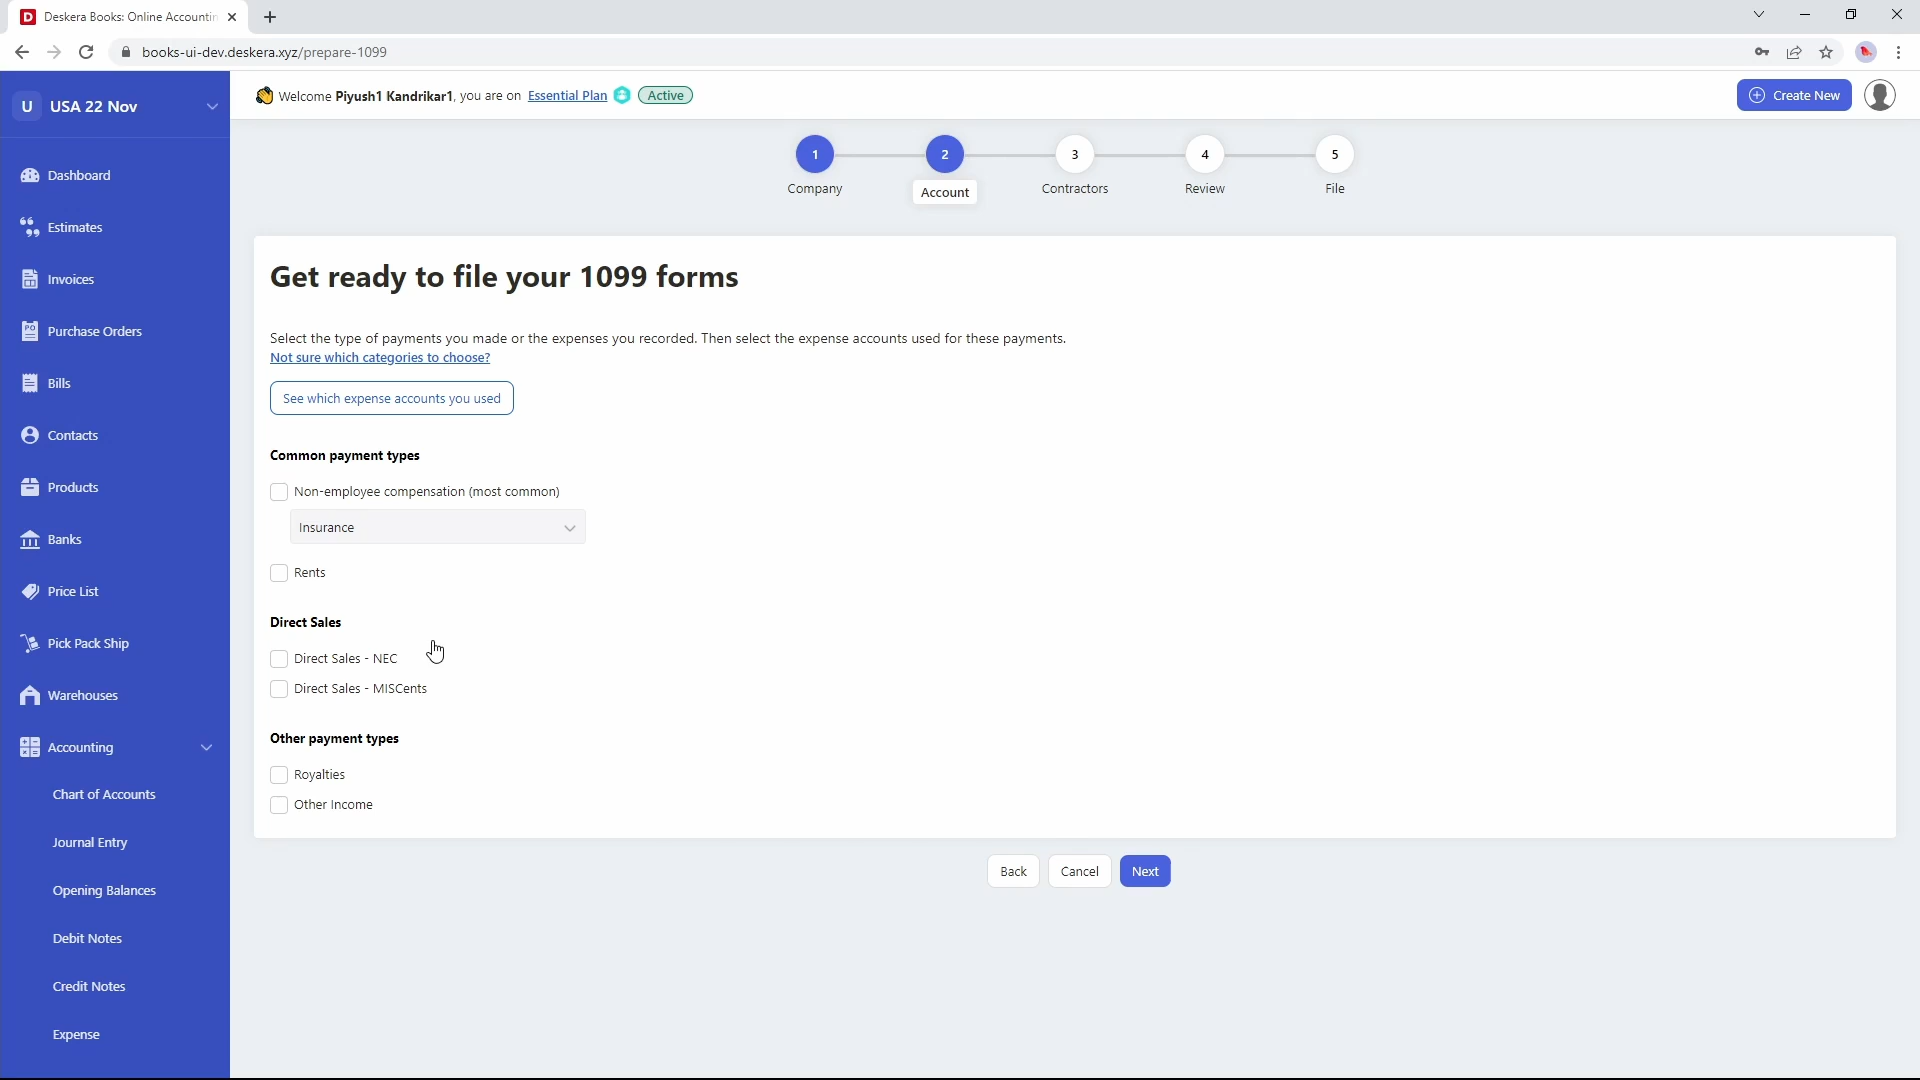 Deskera Books: Online Accountin
books-ui-dev.deskera.xyz/prepare-1099
U USA 22 Nov
Welcome Piyush1 Kandrikar1, you are on Essential Plan Active
Create New
Dashboard
Estimates
Invoices
Purchase Orders
Bills
Contacts
Products
Banks
Price List
Pick Pack Ship
Warehouses
Accounting
Chart of Accounts
Journal Entry
Opening Balances
Debit Notes
Credit Notes
Expense
1 2 3 4 5
Company Account Contractors Review File
Get ready to file your 1099 forms
Select the type of payments you made or the expenses you recorded. Then select the expense accounts used for these payments.
Not sure which categories to choose?
See which expense accounts you used
Common payment types
Non-employee compensation (most common)
Insurance
Rents
Direct Sales
Direct Sales - NEC
Direct Sales - MISCents
Other payment types
Royalties
Other Income
Back Cancel Next